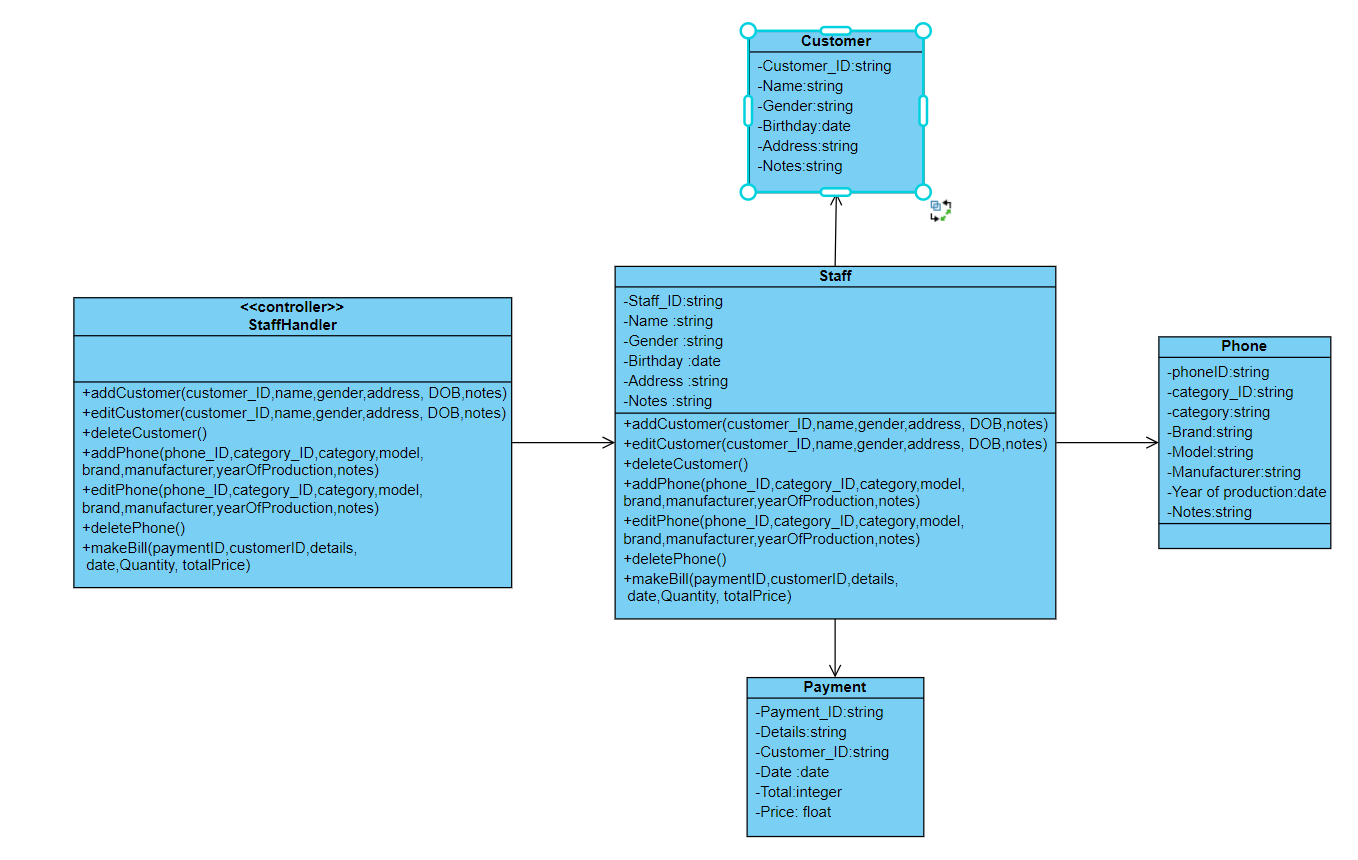 Customer
-Customer_ID:string
-Name:string
-Gender:string
-Birthday:date
-Address:string
-Notes:string
<<controller>>
StaffHandler
+addCustomer(customer_ID,name,gender,address, DOB,notes)
+editCustomer(customer_ID,name,gender,address, DOB,notes)
+deleteCustomer()
+addPhone(phone_ID,category_ID,category,model,
brand,manufacturer,yearOfProduction,notes)
+editPhone(phone_ID,category_ID,category,model,
brand,manufacturer,yearOfProduction,notes)
+deletePhone()
+makeBill(paymentID,customerID,details,
date,Quantity, totalPrice)
Staff
-Staff_ID:string
-Name :string
-Gender :string
-Birthday :date
-Address :string
-Notes :string
+addCustomer(customer_ID,name,gender,address, DOB,notes)
+editCustomer(customer_ID,name,gender,address, DOB,notes)
+deleteCustomer()
+addPhone(phone_ID,category_ID,category,model,
brand,manufacturer,yearOfProduction,notes)
+editPhone(phone_ID,category_ID,category,model,
brand,manufacturer,yearOfProduction,notes)
+deletePhone()
+makeBill(paymentID,customerID,details,
date,Quantity, totalPrice)
Phone
-phoneID:string
-category_ID:string
-category:string
-Brand:string
-Model:string
-Manufacturer:string
-Year of production:date
-Notes:string
Payment
-Payment_ID:string
-Details:string
-Customer_ID:string
-Date :date
-Total:integer
-Price: float